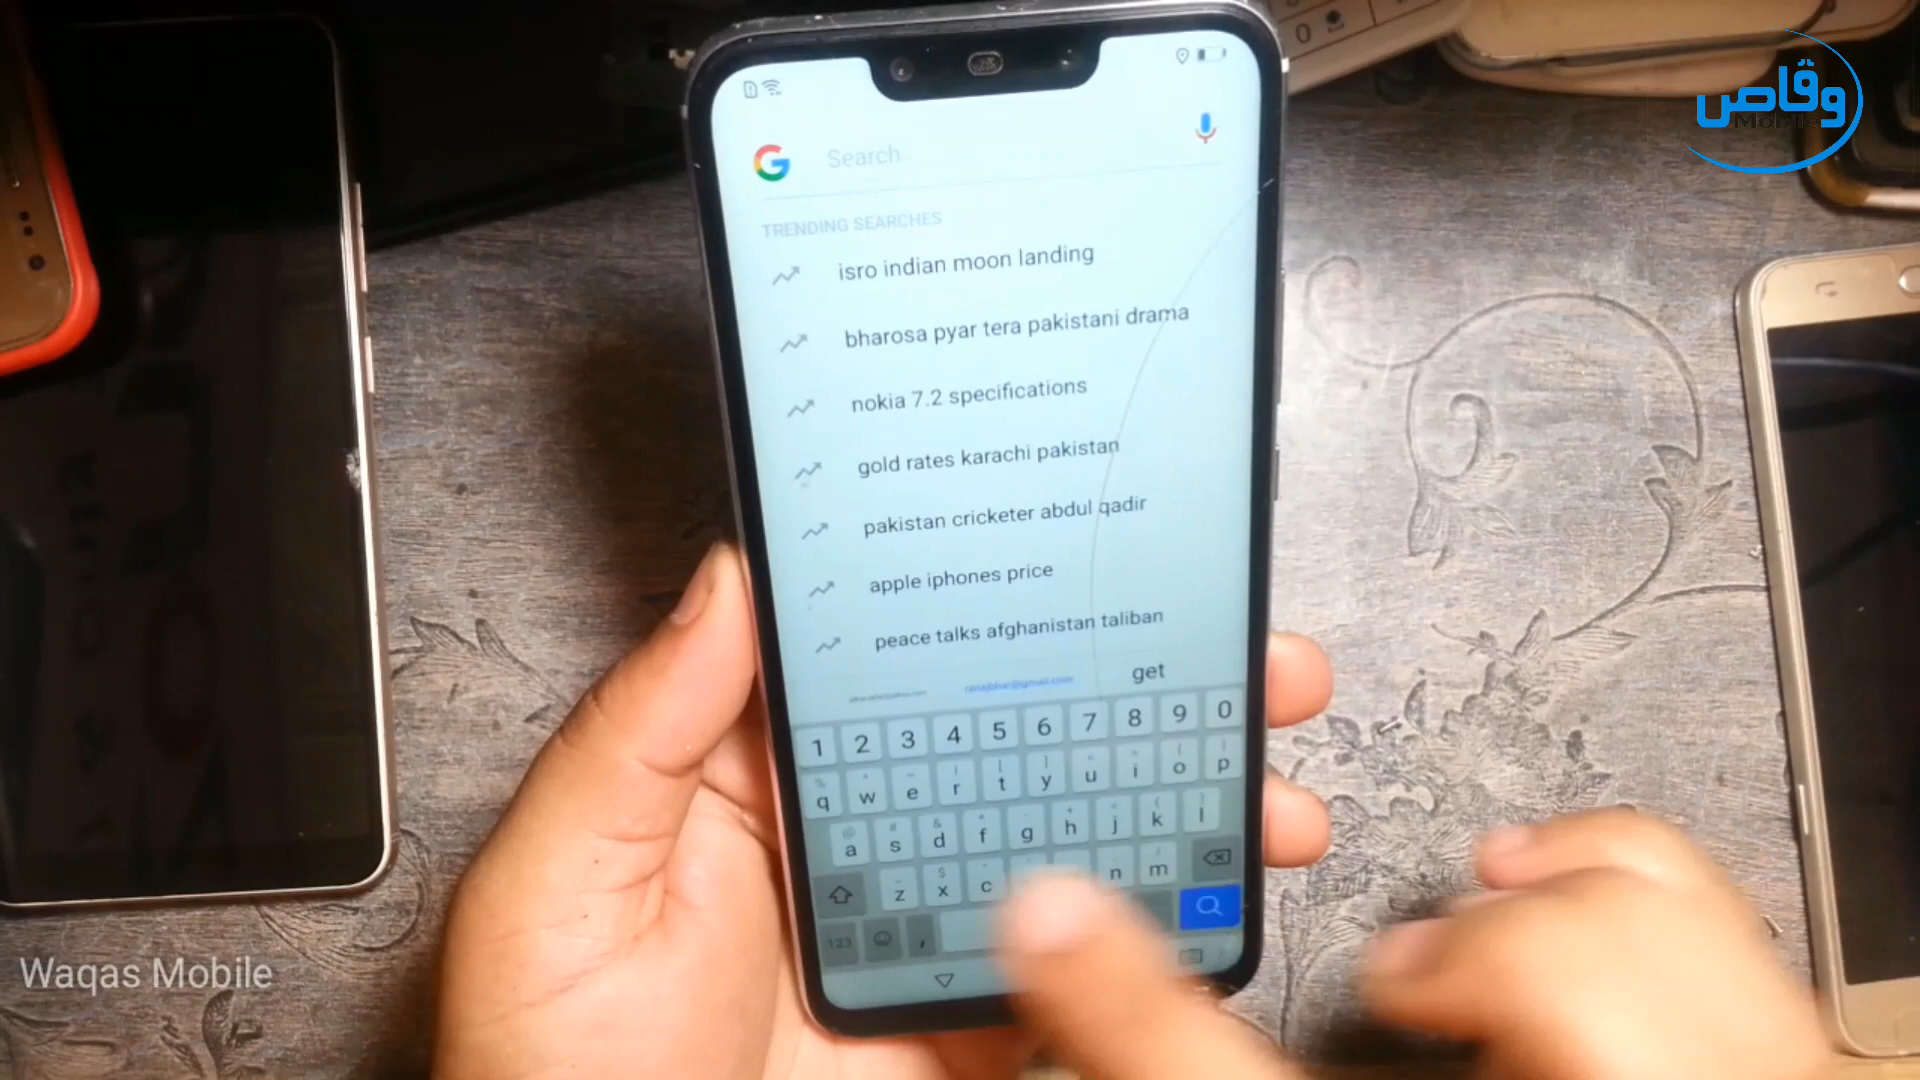 وقاص
Mobile
Search...
TRENDING SEARCHES
isro indian moon landing
bharosa pyar tera pakistani drama
nokia 7.2 specifications
gold rates karachi pakistan
pakistan cricketer abdul qadir
apple iphones price
peace talks afghanistan taliban
get
1 2 3 4 5 6 7 8 9 0
q w e r t y u i o p
a s d f g h j k l
z x c n m
123 ,
Waqas Mobile